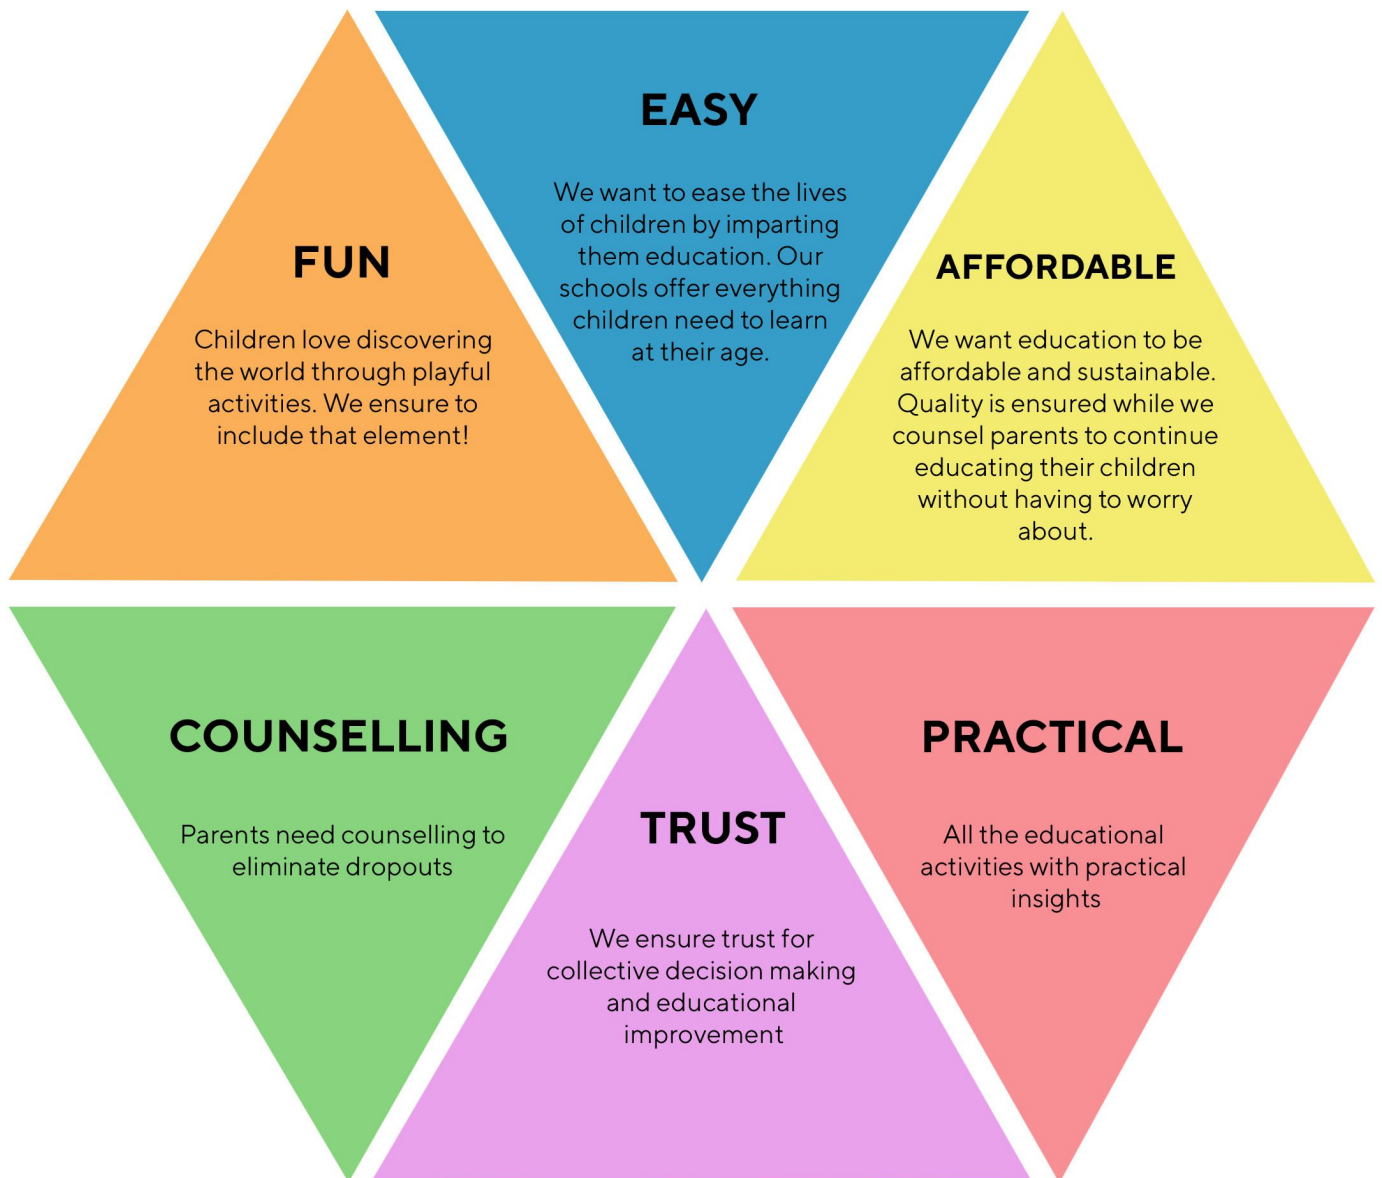 FUN
Children love discovering
the world through playful
activities. We ensure to
include that element!
EASY
We want to ease the lives
of children by imparting
them education. Our
schools offer everything
children need to learn
at their age.
AFFORDABLE
We want education to be
affordable and sustainable.
Quality is ensured while we
counsel parents to continue
educating their children
without having to worry
about.
COUNSELLING
Parents need counselling to
eliminate dropouts
TRUST
We ensure trust for
collective decision making
and educational
improvement
PRACTICAL
All the educational
activities with practical
insights